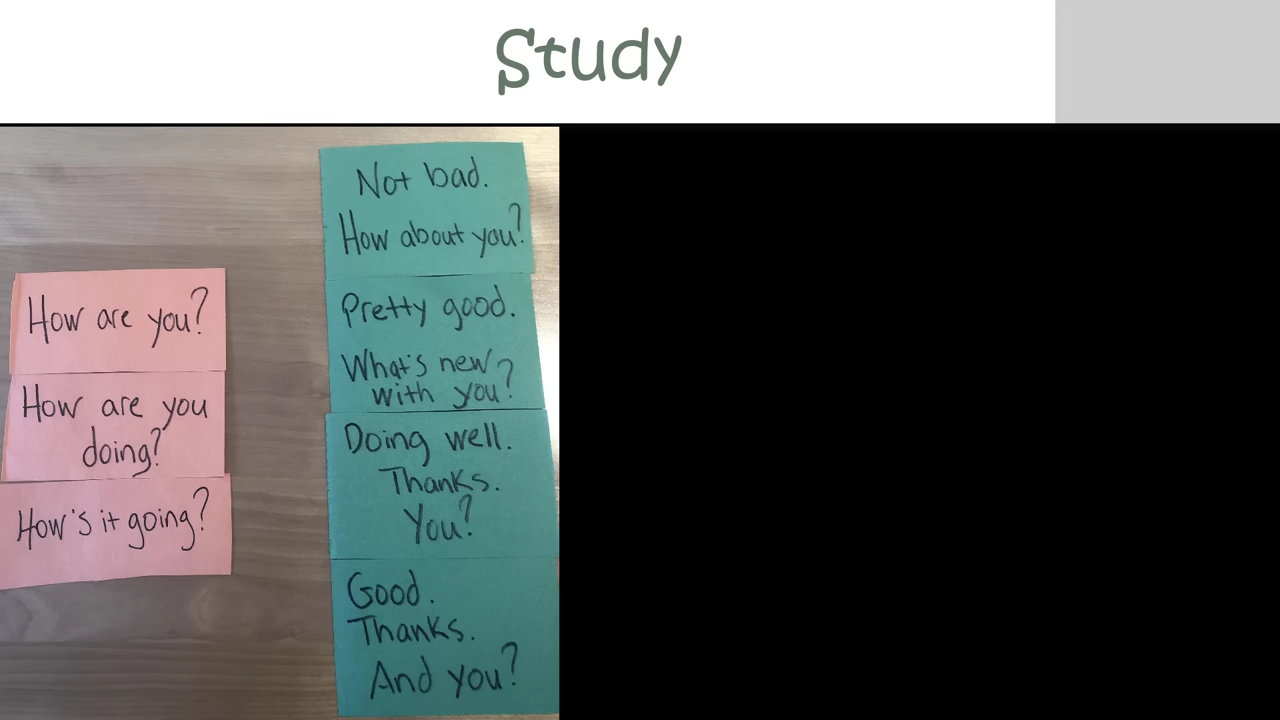 Study
How are you?
How are you
doing?
How's it going?
Not bad.
How about you?
Pretty good.
What's new
with you?
Doing well.
Thanks.
You?
Good.
Thanks.
And you?